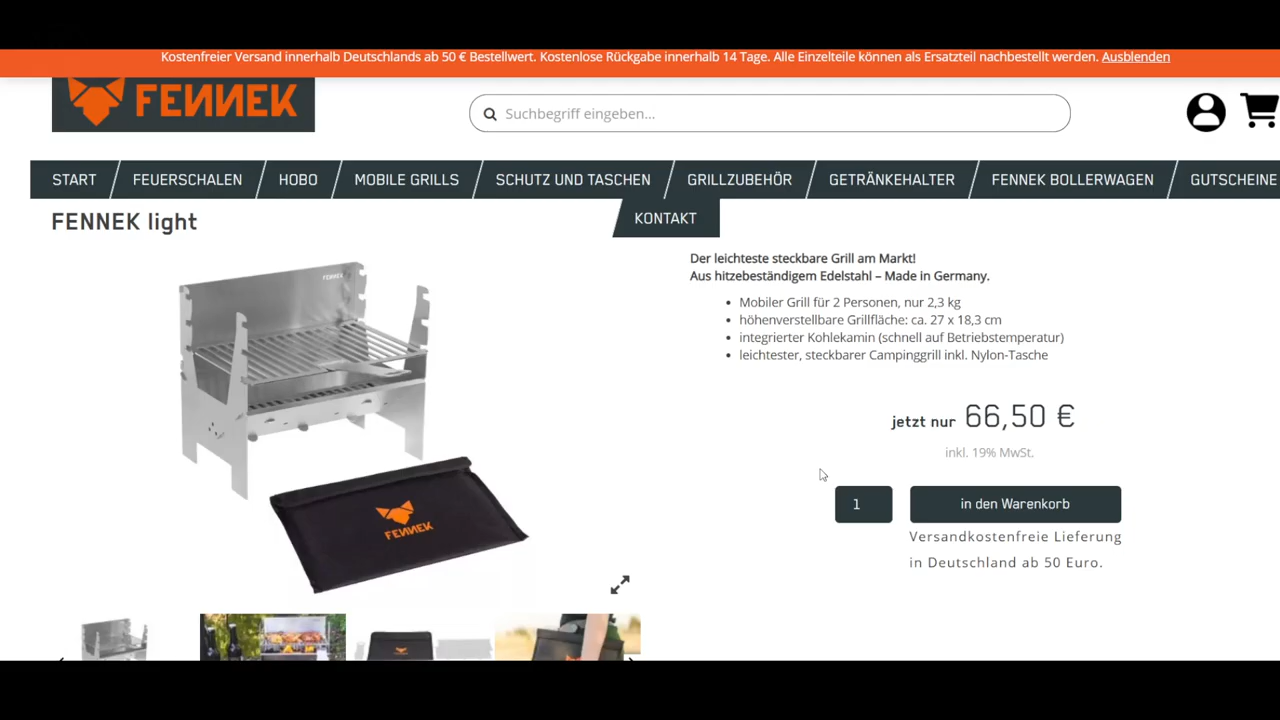 Kostenfreier Versand innerhalb Deutschlands ab 50 € Bestellwert. Kostenlose Rückgabe innerhalb 14 Tage. Alle Einzelteile können als Ersatzteil nachbestellt werden. Ausblenden
FENNEK
Suchbegriff eingeben...
START FEUERSCHALEN HOBO MOBILE GRILLS SCHUTZ UND TASCHEN GRILLZUBEHÖR GETRÄNKEHALTER FENNEK BOLLERWAGEN GUTSCHEINE
KONTAKT
FENNEK light
FENNEK
FENNEK
Der leichteste steckbare Grill am Markt!
Aus hitzebeständigem Edelstahl – Made in Germany.
• Mobiler Grill für 2 Personen, nur 2,3 kg
• höhenverstellbare Grillfläche: ca. 27 x 18,3 cm
• integrierter Kohlekamin (schnell auf Betriebstemperatur)
• leichtester, steckbarer Campinggrill inkl. Nylon-Tasche
jetzt nur 66,50 €
inkl. 19% MwSt.
1 in den Warenkorb
Versandkostenfreie Lieferung
in Deutschland ab 50 Euro.